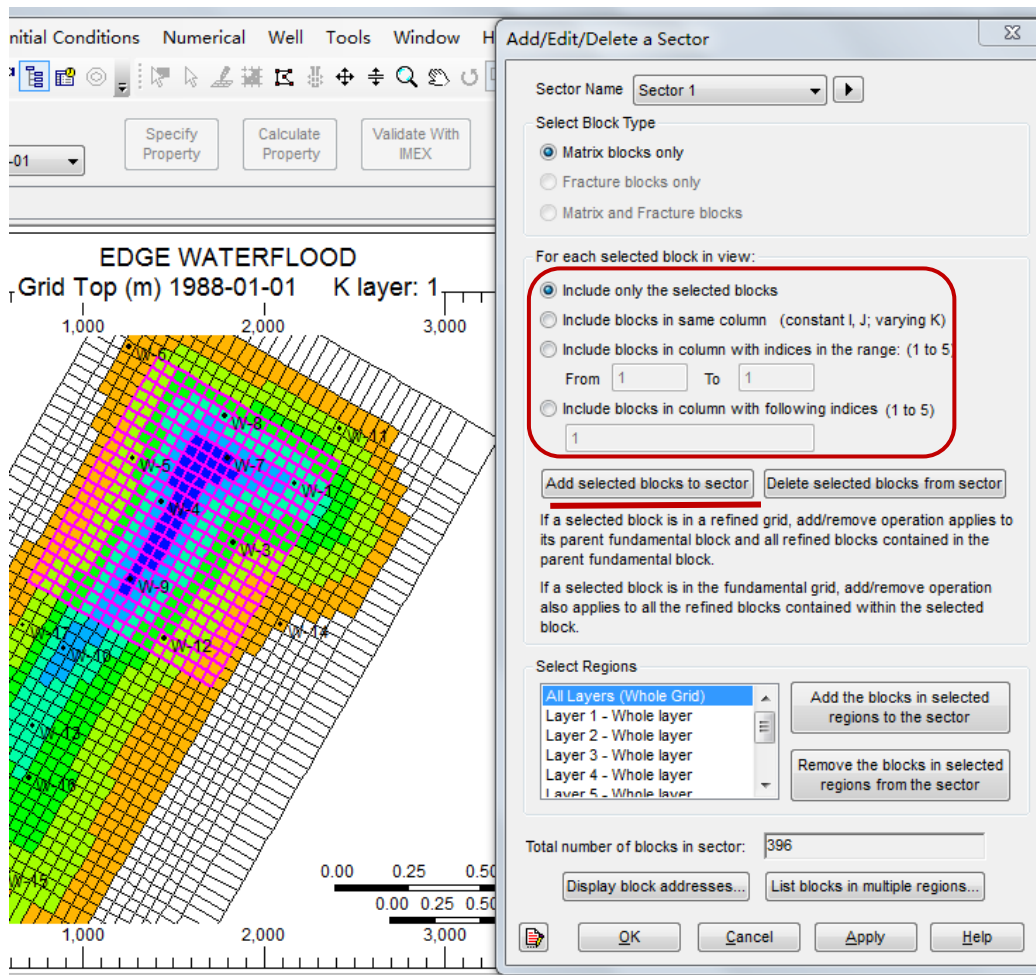 nitial Conditions Numerical Well Tools Window H
-01
Specify Property
Calculate Property
Validate With IMEX
EDGE WATERFLOOD
Grid Top (m) 1988-01-01 K layer: 1
1,000 2,000 3,000
W-6
W-8
W-11
W-5
W-7
W-1
W-4
W-3
W-9
W-17
W-12
W-14
W-10
W-13
W-16
W-15
0.00 0.25 0.50
0.00 0.25 0.50
1,000 2,000 3,000
Add/Edit/Delete a Sector
Sector Name Sector 1
Select Block Type
Matrix blocks only
Fracture blocks only
Matrix and Fracture blocks
For each selected block in view:
Include only the selected blocks
Include blocks in same column (constant I, J; varying K)
Include blocks in column with indices in the range: (1 to 5)
From 1 To 1
Include blocks in column with following indices (1 to 5)
1
Add selected blocks to sector Delete selected blocks from sector
If a selected block is in a refined grid, add/remove operation applies to
its parent fundamental block and all refined blocks contained in the
parent fundamental block.
If a selected block is in the fundamental grid, add/remove operation
also applies to all the refined blocks contained within the selected
block.
Select Regions
All Layers (Whole Grid)
Layer 1 - Whole layer
Layer 2 - Whole layer
Layer 3 - Whole layer
Layer 4 - Whole layer
Layer 5 - Whole layer
Add the blocks in selected
regions to the sector
Remove the blocks in selected
regions from the sector
Total number of blocks in sector: 396
Display block addresses... List blocks in multiple regions...
OK Cancel Apply Help